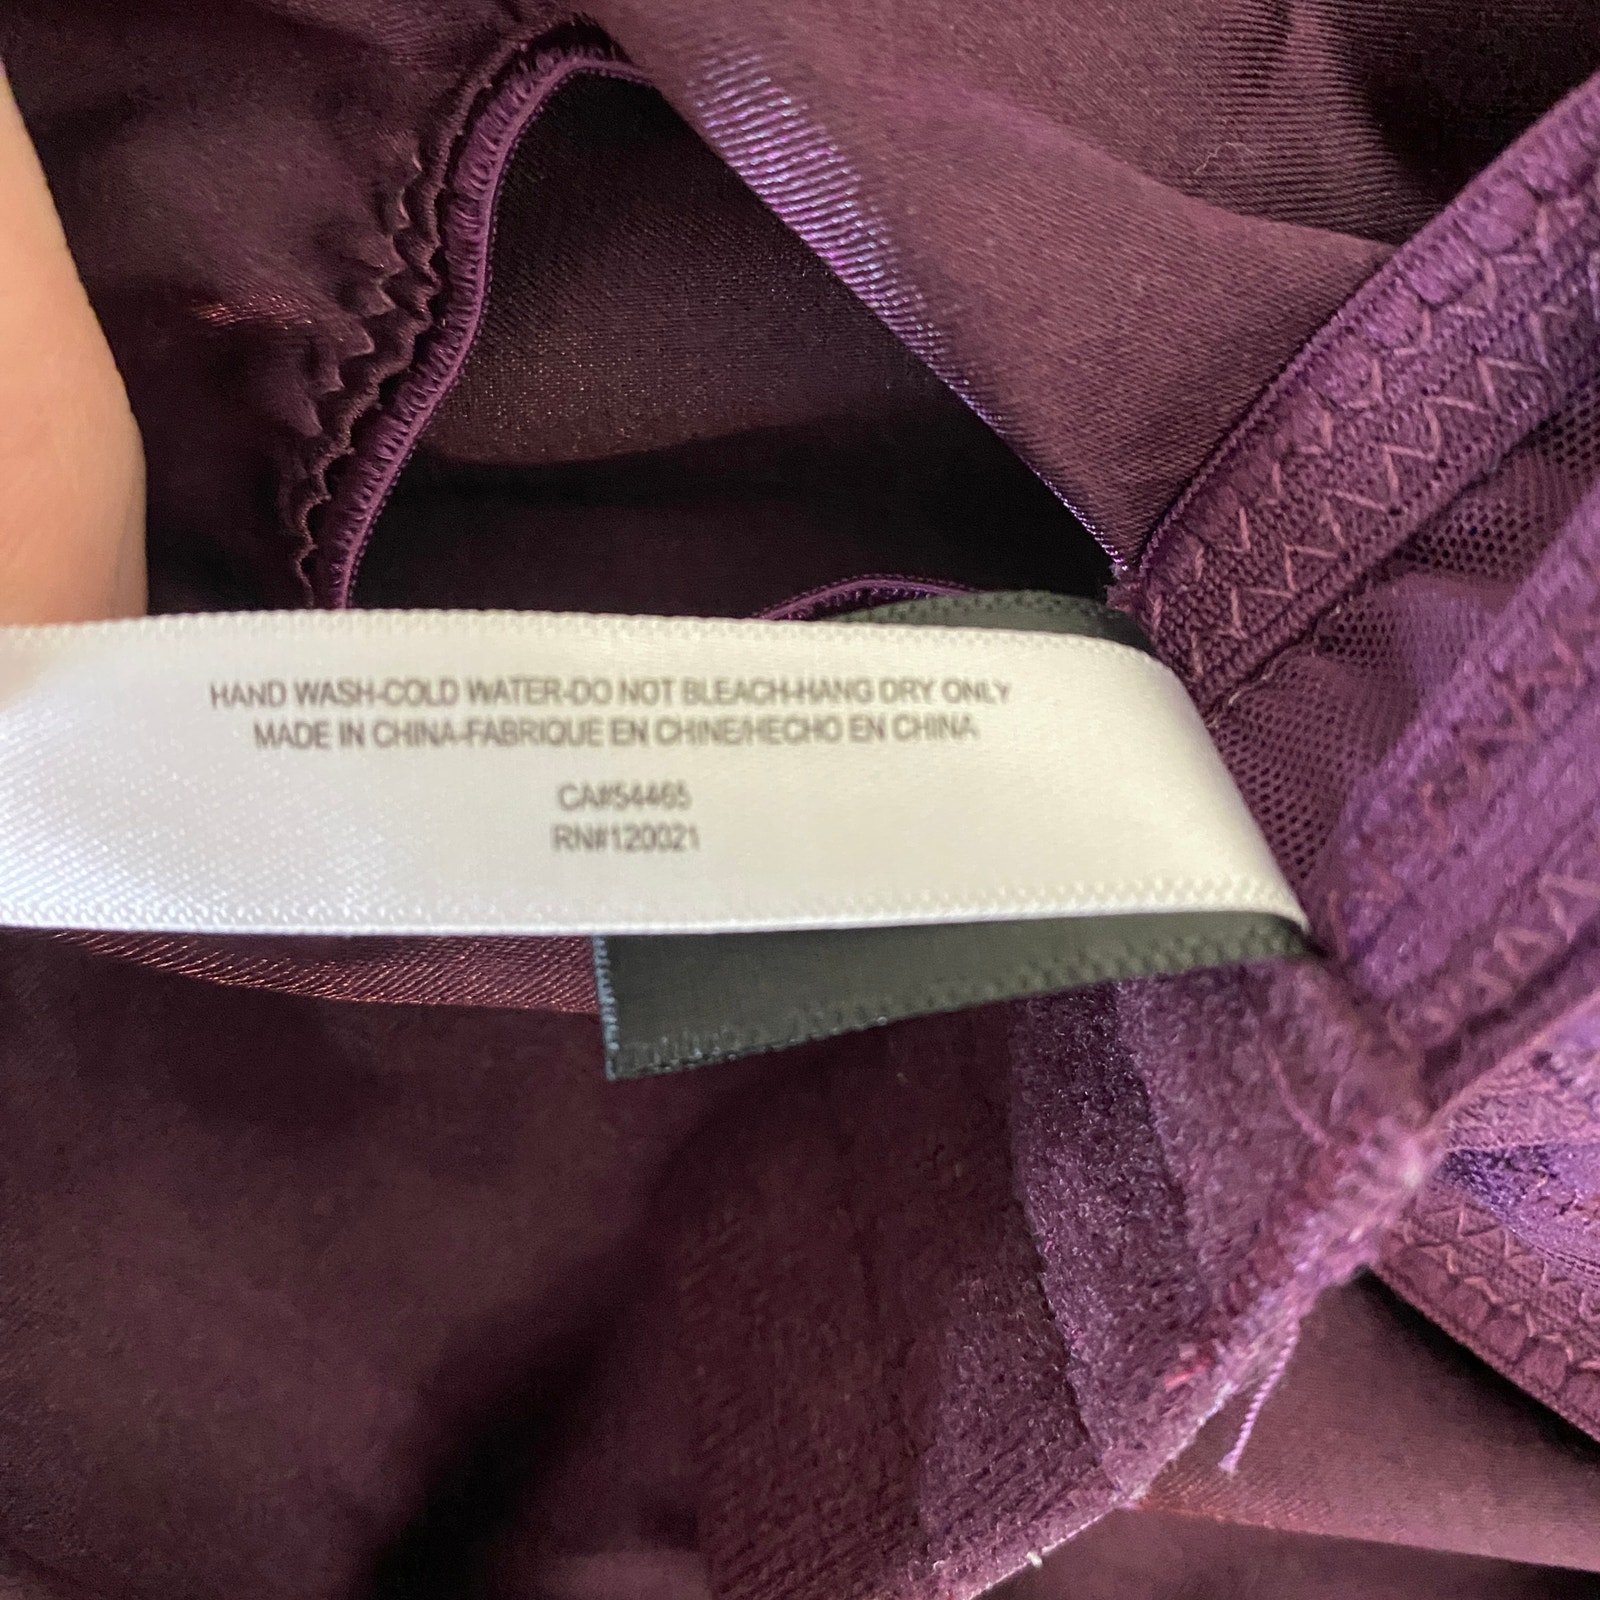 HAND WASH-COLD WATER-DO NOT BLEACH-HANG DRY ONLY
MADE IN CHINA-FABRIQUE EN CHINE/HECHO EN CHINA
CA#54465
RN#120021